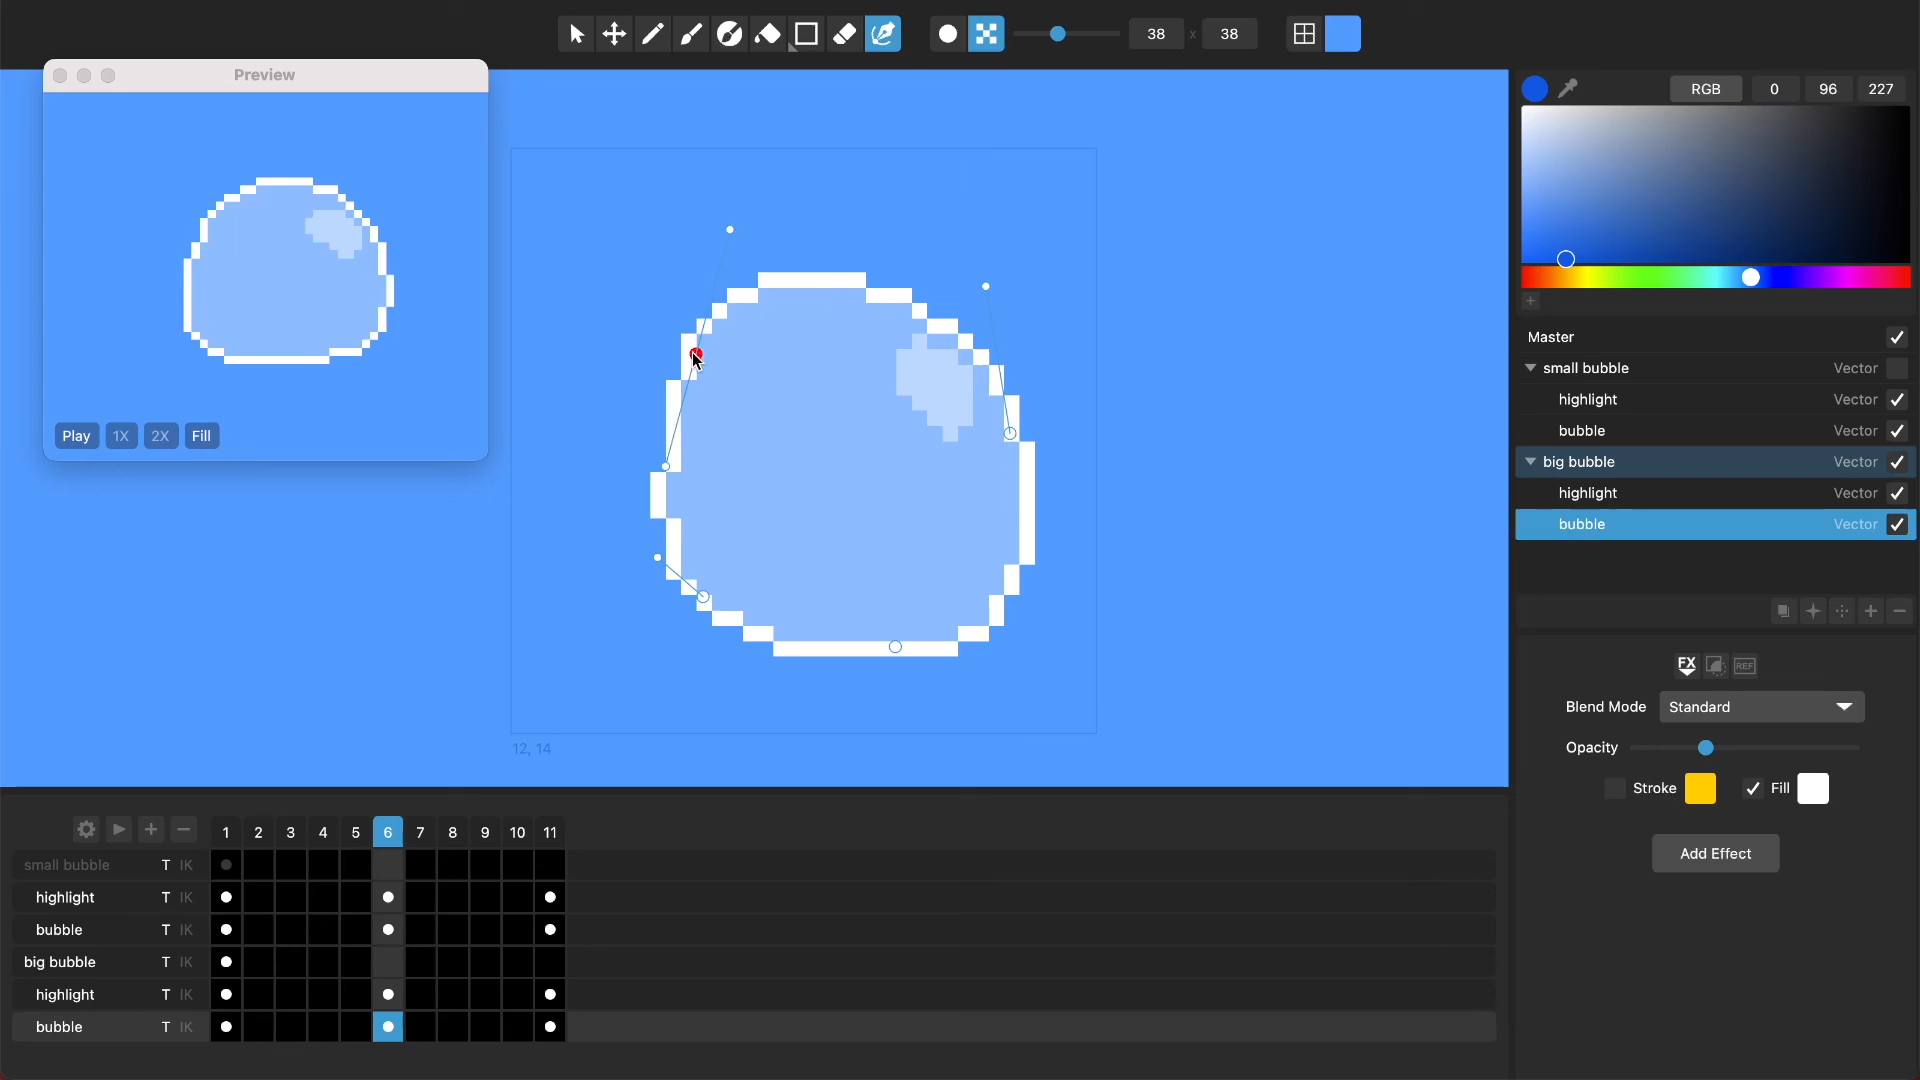 38 x 38
Preview
RGB 0 96 227
Master
small bubble Vector
highlight Vector
bubble Vector
big bubble Vector
highlight Vector
bubble Vector
Play 1X 2X Fill
FX REF
Blend Mode Standard
Opacity
12, 14
Stroke Fill
Add Effect
1 2 3 4 5 6 7 8 9 10 11
small bubble T IK
highlight T IK
bubble T IK
big bubble T IK
highlight T IK
bubble T IK